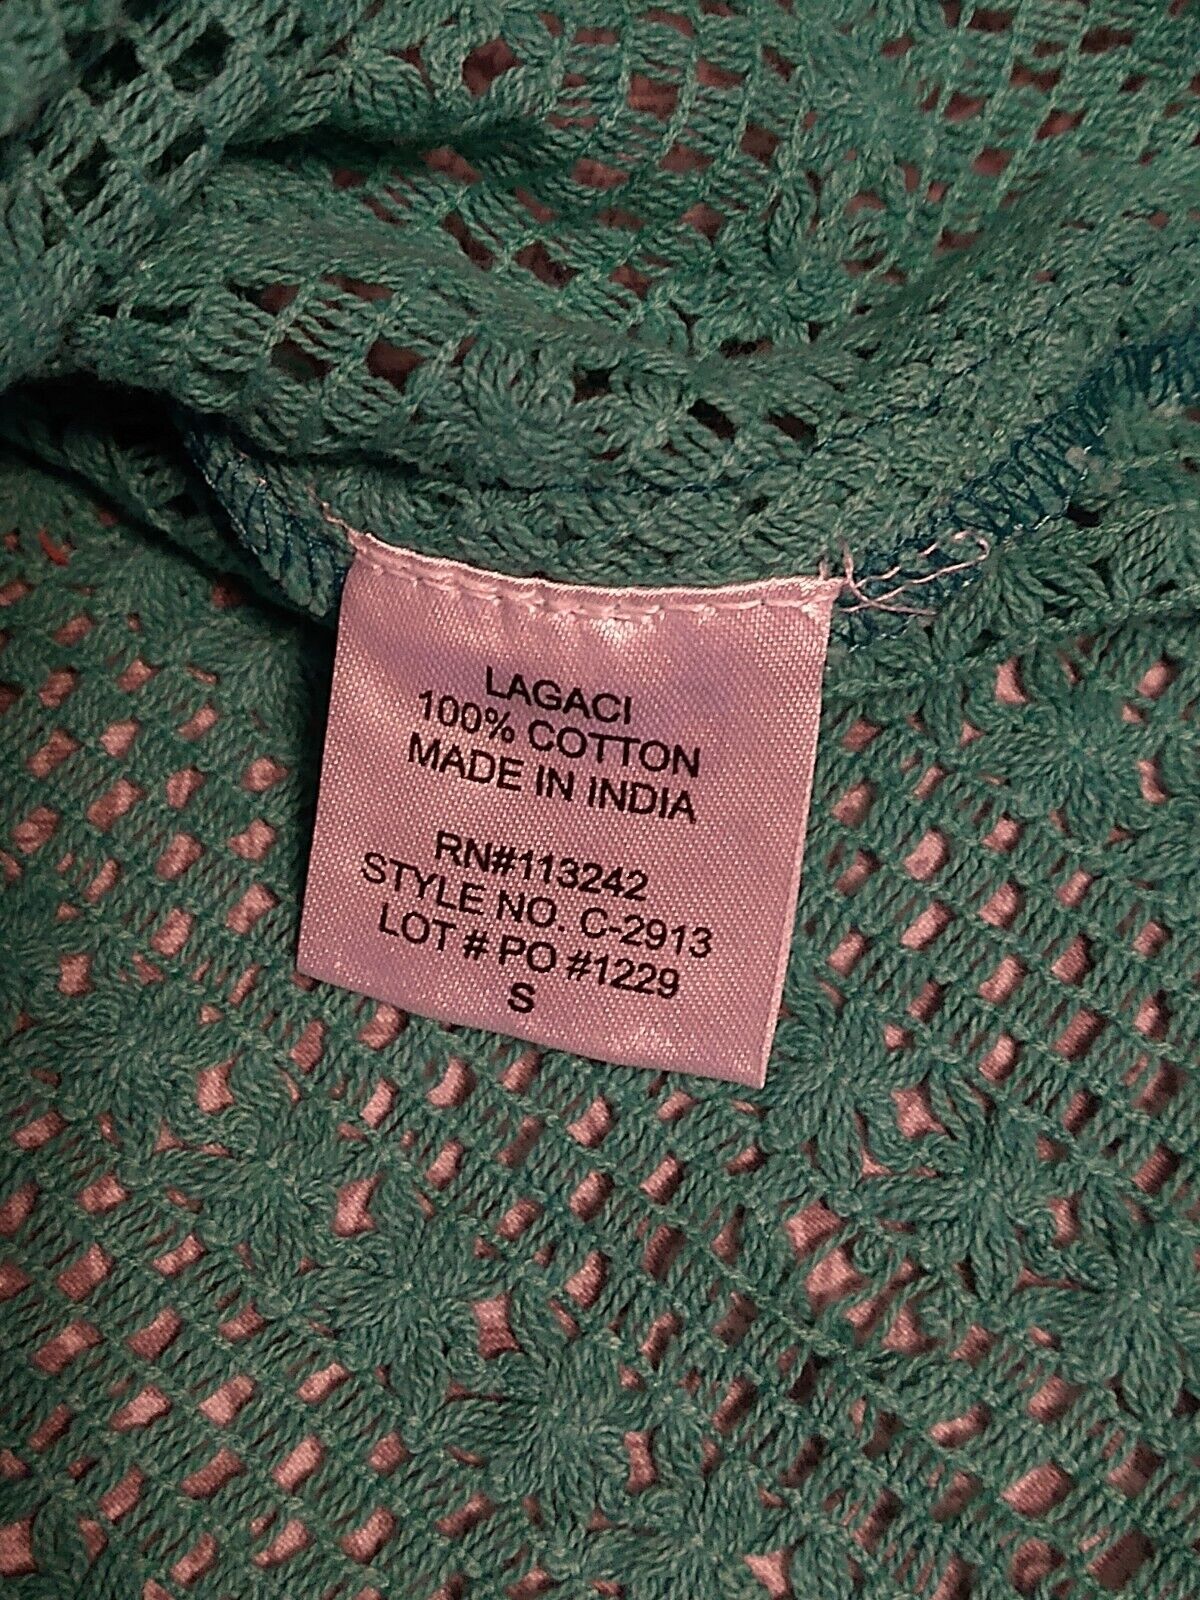 LAGACI
100% COTTON
MADE IN INDIA
RN#113242
STYLE NO. C-2913
LOT # PO #1229
S